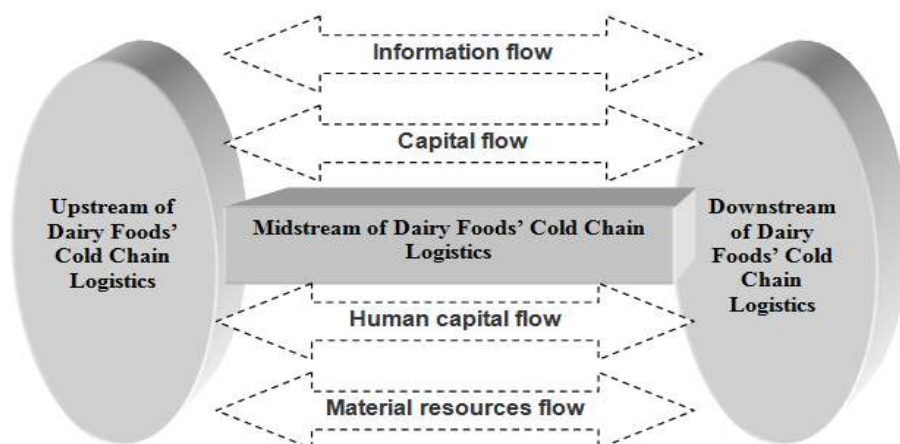 Information flow
Capital flow
Upstream of
Dairy Foods'
Cold Chain
Logistics
Midstream of Dairy Foods' Cold Chain
Logistics
Downstream
of Dairy
Foods' Cold
Chain
Logistics
Human capital flow
Material resources flow